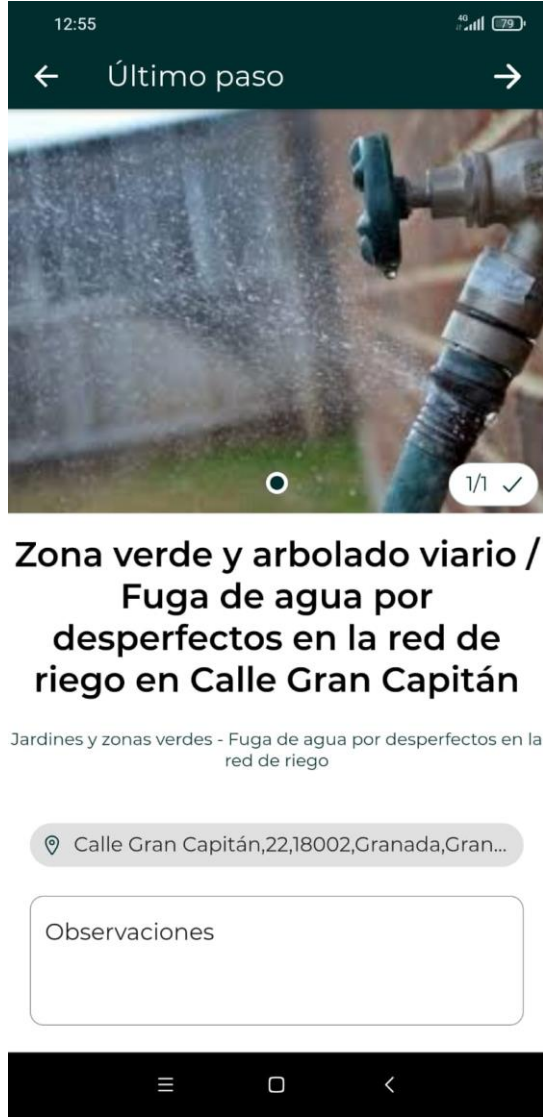 12:55
4G
79
Último paso
1/1
Zona verde y arbolado viario /
Fuga de agua por
desperfectos en la red de
riego en Calle Gran Capitán
Jardines y zonas verdes - Fuga de agua por desperfectos en la
red de riego
Calle Gran Capitán,22,18002,Granada,Gran...
Observaciones